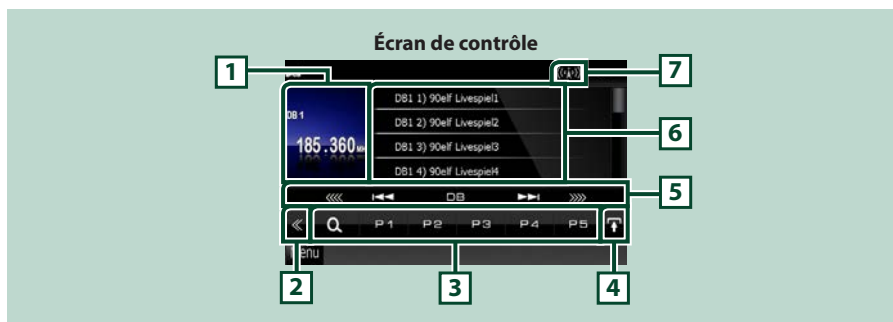 Écran de contrôle
1
7
DB1 1) 90elf Livespiel1
DB 1
DB1 2) 90elf Livespiel2
6
185.360
DB1 3) 90elf Livespiel3
DB1 4) 90elf Livespiel4
DB
5
P1 P2 P3 P4 P5
Menu
2
3
4